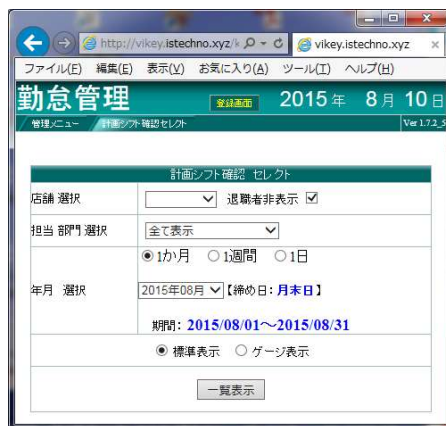 http://vikey.istechno.xyz/k
vikey.istechno.xyz
ファイル(F) 編集(E) 表示(V) お気に入り(A) ツール(T) ヘルプ(H)
勤怠管理 登録画面 2015年 8月 10日
管理メニュー 計画シフト確認セレクト Ver 1.7.2_5
計画シフト確認 セレクト
店舗 選択 退職者非表示
担当 部門 選択 全て表示
1か月 1週間 1日
年月 選択 2015年08月 【締め日：月末日】
期間：2015/08/01～2015/08/31
標準表示 ゲージ表示
一覧表示